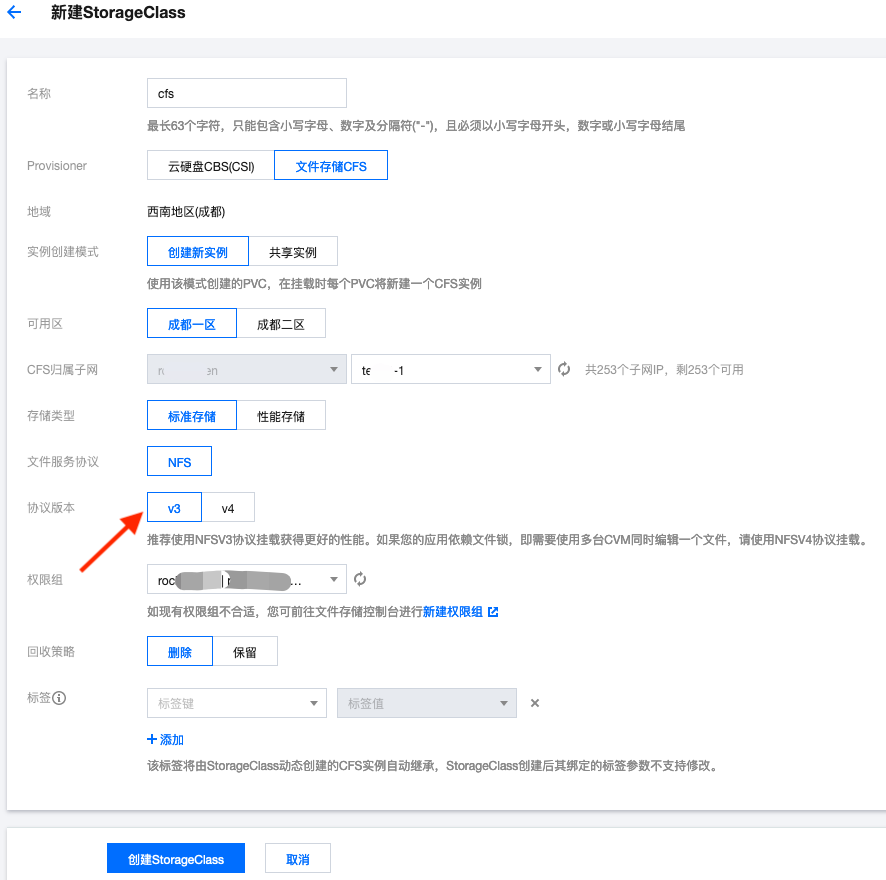 新建StorageClass
名称
cfs
最长63个字符，只能包含小写字母、数字及分隔符("-")，且必须以小写字母开头，数字或小写字母结尾
Provisioner
云硬盘CBS(CSI) 文件存储CFS
地域
西南地区(成都)
实例创建模式
创建新实例 共享实例
使用该模式创建的PVC，在挂载时每个PVC将新建一个CFS实例
可用区
成都一区 成都二区
CFS归属子网
-1 共253个子网IP，剩253个可用
存储类型
标准存储 性能存储
文件服务协议
NFS
协议版本
v3 v4
推荐使用NFSV3协议挂载获得更好的性能。如果您的应用依赖文件锁，即需要使用多台CVM同时编辑一个文件，请使用NFSV4协议挂载。
权限组
...
如现有权限组不合适，您可前往文件存储控制台进行新建权限组
回收策略
删除 保留
标签
标签键 标签值
添加
该标签将由StorageClass动态创建的CFS实例自动继承，StorageClass创建后其绑定的标签参数不支持修改。
创建StorageClass 取消